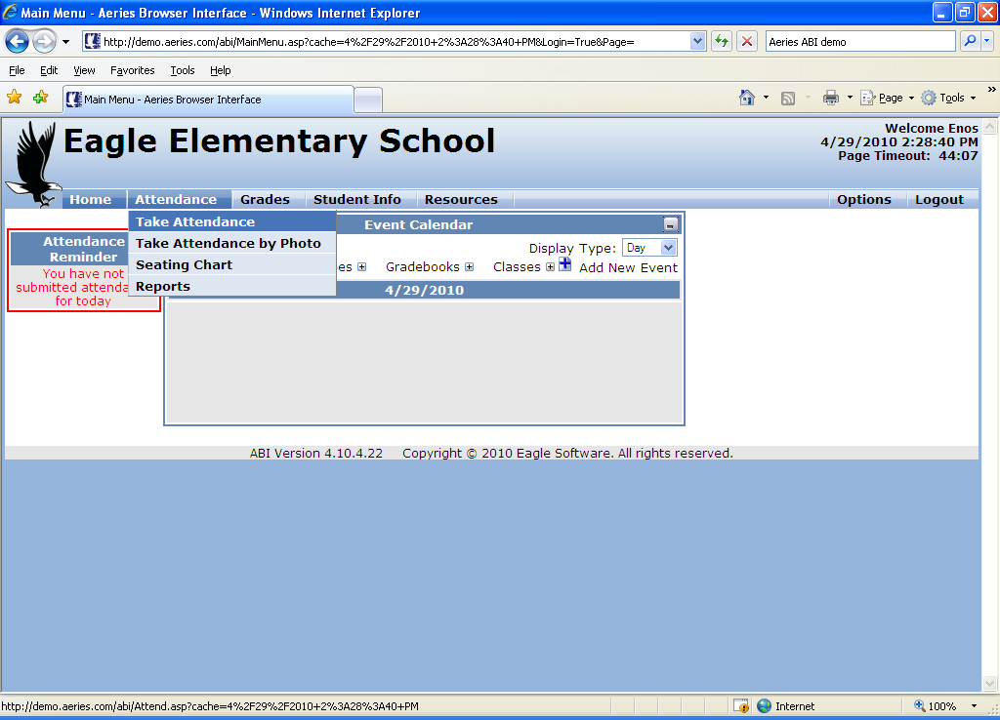 Main Menu - Aeries Browser Interface - Windows Internet Explorer
http://demo.aeries.com/abi/MainMenu.asp?cache=4%2F29%2F2010+2%3A28%3A40+PM&Login=True&Page=
Aeries ABI demo
File Edit View Favorites Tools Help
Main Menu - Aeries Browser Interface
Page Tools
Eagle Elementary School
Welcome Enos
4/29/2010 2:28:40 PM
Page Timeout: 44:07
Home Attendance Grades Student Info Resources Options Logout
Take Attendance
Take Attendance by Photo
Seating Chart
Reports
Attendance
Reminder
You have not
submitted attenda
for today
Event Calendar
Display Type: Day
es Gradebooks Classes Add New Event
4/29/2010
ABI Version 4.10.4.22 Copyright © 2010 Eagle Software. All rights reserved.
http://demo.aeries.com/abi/Attend.asp?cache=4%2F29%2F2010+2%3A28%3A40+PM
Internet
100%